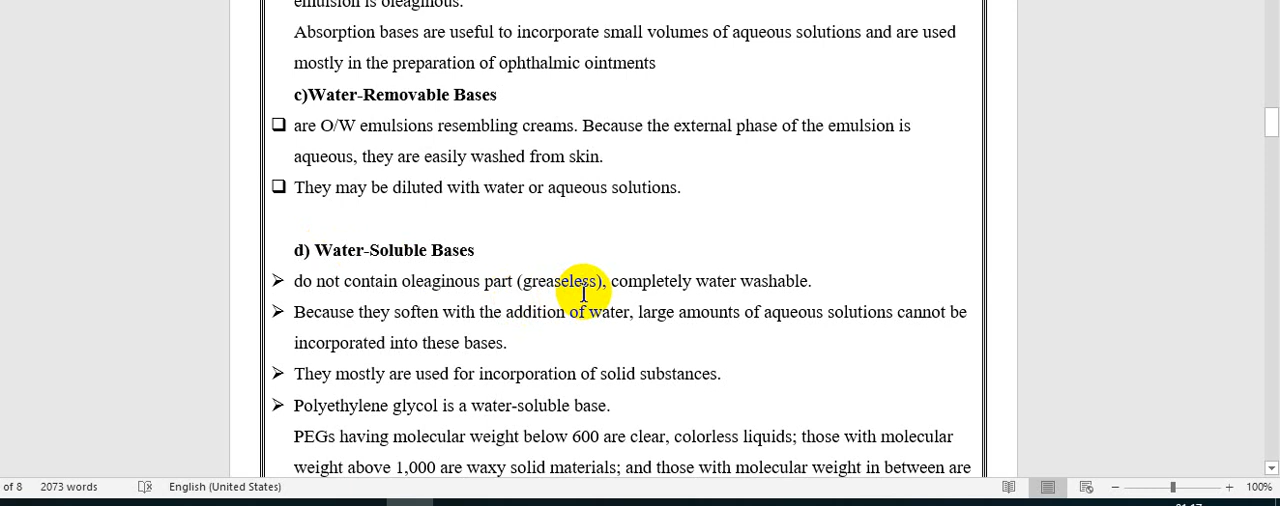 emulsion is oleaginous.
Absorption bases are useful to incorporate small volumes of aqueous solutions and are used
mostly in the preparation of ophthalmic ointments
c)Water-Removable Bases
❑ are O/W emulsions resembling creams. Because the external phase of the emulsion is
aqueous, they are easily washed from skin.
❑ They may be diluted with water or aqueous solutions.
d) Water-Soluble Bases
➢ do not contain oleaginous part (greaseless), completely water washable.
➢ Because they soften with the addition of water, large amounts of aqueous solutions cannot be
incorporated into these bases.
➢ They mostly are used for incorporation of solid substances.
➢ Polyethylene glycol is a water-soluble base.
PEGs having molecular weight below 600 are clear, colorless liquids; those with molecular
weight above 1,000 are waxy solid materials; and those with molecular weight in between are
of 8 2073 words English (United States) 100%